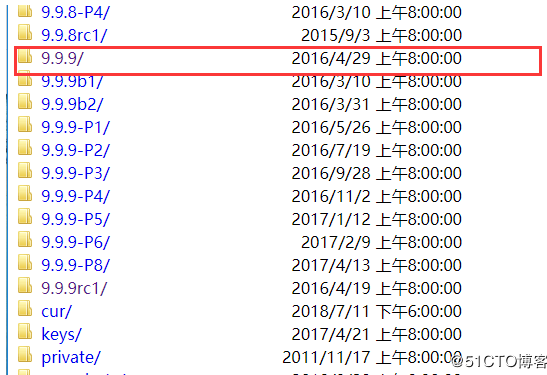 9.9.8-P4/ 2016/3/10 上午8:00:00
9.9.8rc1/ 2015/9/3 上午8:00:00
9.9.9/ 2016/4/29 上午8:00:00
9.9.9b1/ 2016/3/10 上午8:00:00
9.9.9b2/ 2016/3/31 上午8:00:00
9.9.9-P1/ 2016/5/26 上午8:00:00
9.9.9-P2/ 2016/7/19 上午8:00:00
9.9.9-P3/ 2016/9/28 上午8:00:00
9.9.9-P4/ 2016/11/2 上午8:00:00
9.9.9-P5/ 2017/1/12 上午8:00:00
9.9.9-P6/ 2017/2/9 上午8:00:00
9.9.9-P8/ 2017/4/13 上午8:00:00
9.9.9rc1/ 2016/4/19 上午8:00:00
cur/ 2018/7/11 下午6:00:00
keys/ 2017/4/21 上午8:00:00
private/ 2011/11/17 上午8:00:00
@51CTO博客